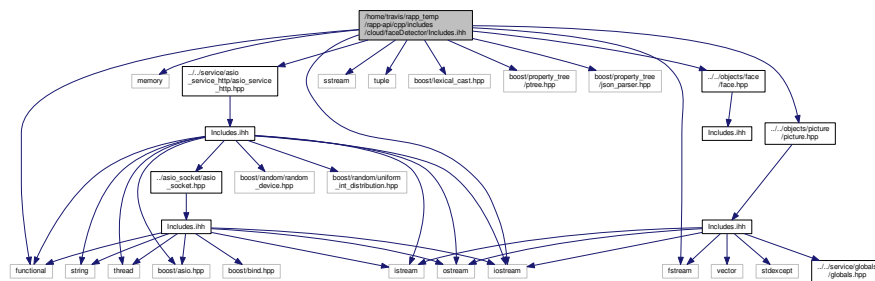 /home/travis/rapp_temp
/rapp-api/cpp/includes
/cloud/faceDetector/Includes.ihh
memory
../../service/asio
_service_http/asio_service
_http.hpp
sstream
tuple
boost/lexical_cast.hpp
boost/property_tree
/ptree.hpp
boost/property_tree
/json_parser.hpp
../../objects/face
/face.hpp
Includes.ihh
Includes.ihh
../../objects/picture
/picture.hpp
../asio_socket/asio
_socket.hpp
boost/random/random
_device.hpp
boost/random/uniform
_int_distribution.hpp
Includes.ihh
Includes.ihh
functional
string
thread
boost/asio.hpp
boost/bind.hpp
istream
ostream
iostream
fstream
vector
stdexcept
../../service/globals
/globals.hpp